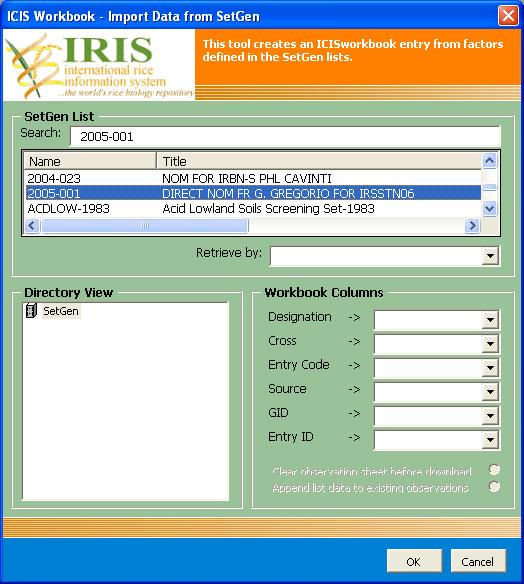 ICIS Workbook - Import Data from SetGen
IRIS
international rice
information system
...the world's rice biology repository
This tool creates an ICISworkbook entry from factors
defined in the SetGen lists.
SetGen List
Search: 2005-001
Name Title
2004-023 NOM FOR IRBN-S PHL CAVINTI
2005-001 DIRECT NOM FR G. GREGORIO FOR IRSSTN06
ACDLOW-1983 Acid Lowland Soils Screening Set-1983
Retrieve by:
Directory View
SetGen
Workbook Columns
Designation ->
Cross ->
Entry Code ->
Source ->
GID ->
Entry ID ->
Clear observation sheet before download
Append list data to existing observations
OK Cancel